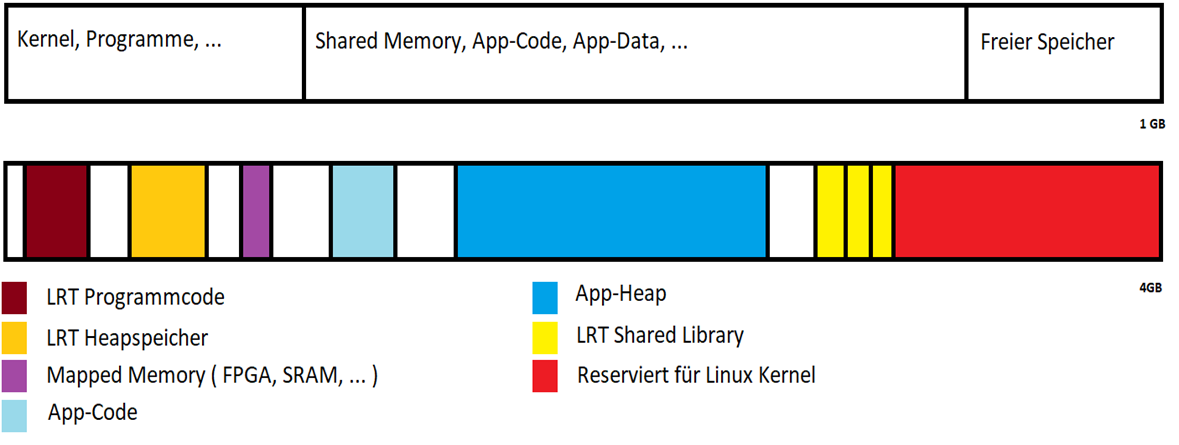 Kernel, Programme, ...
Shared Memory, App-Code, App-Data, ...
Freier Speicher
1 GB
4GB
LRT Programmcode
LRT Heapspeicher
Mapped Memory ( FPGA, SRAM, ... )
App-Code
App-Heap
LRT Shared Library
Reserviert für Linux Kernel